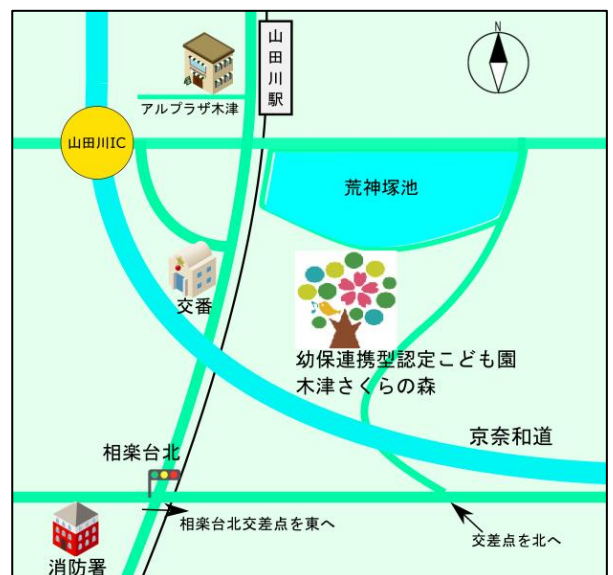 山田川駅
N
アルプラザ木津
山田川IC
荒神塚池
交番
幼保連携型認定こども園
木津さくらの森
京奈和道
相楽台北
相楽台北交差点を東へ
交差点を北へ
消防署